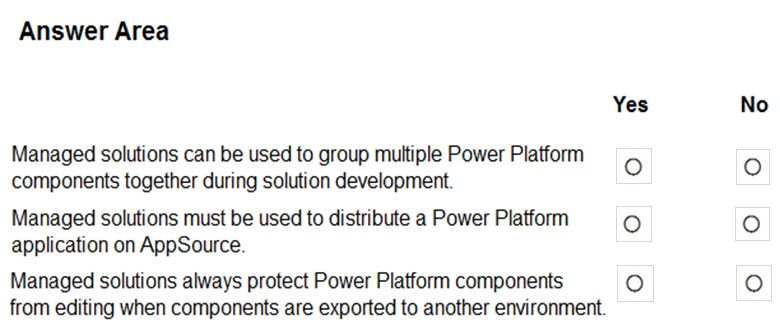 Answer Area
Yes No
Managed solutions can be used to group multiple Power Platform
components together during solution development.
Managed solutions must be used to distribute a Power Platform
application on AppSource.
Managed solutions always protect Power Platform components
from editing when components are exported to another environment.